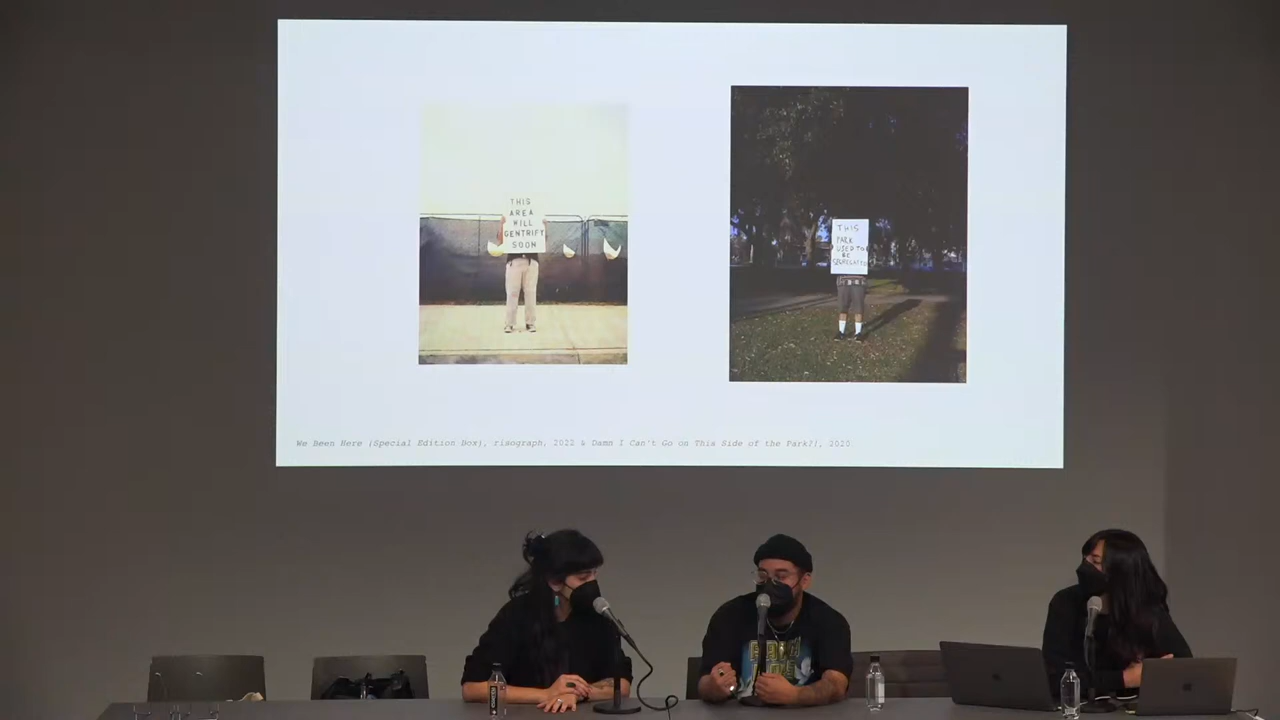 THIS
AREA
WILL
GENTRIFY
SOON
THIS
PARK
USED TO
BE
SEGREGATED
We Been Here (Special Edition Box), risograph, 2022 & Damn I Can't Go on This Side of the Park?!, 2020